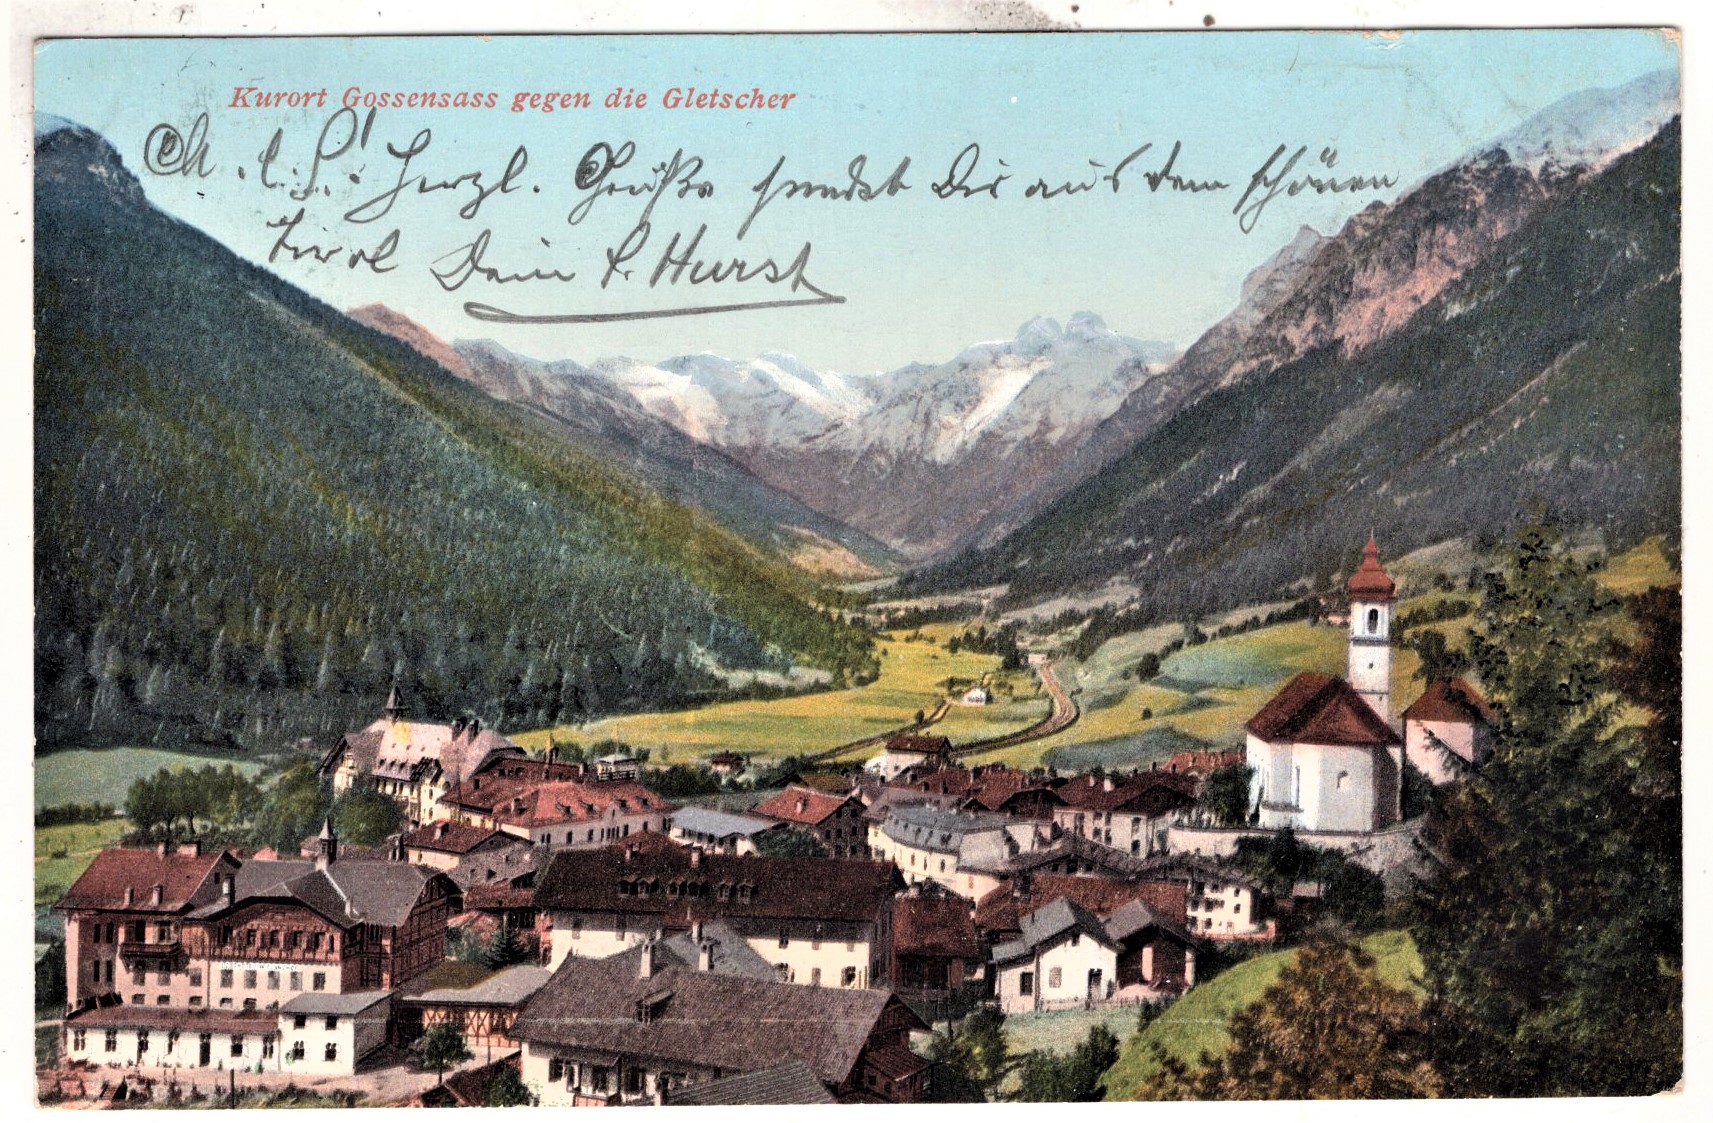 Kurort Gossensass gegen die Gletscher
M. l. P! Herzl. Grüße sendet Dir aus dem schönen
Tirol Dein L. Hurst